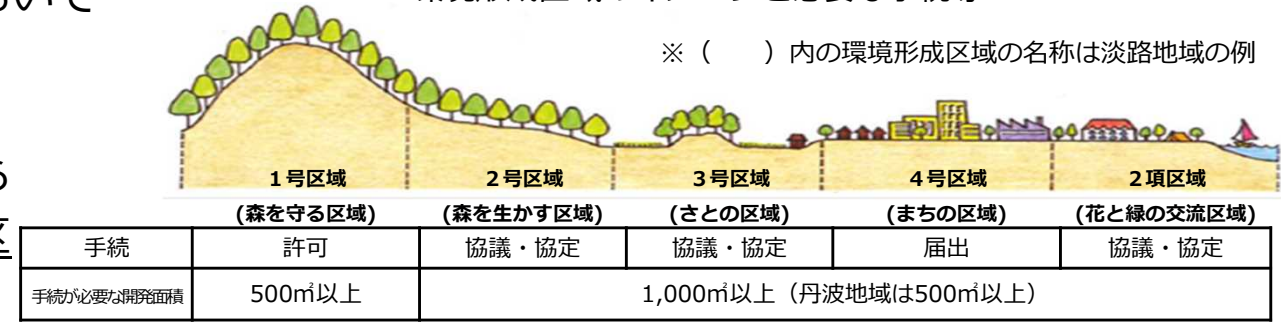 ※（　　）内の環境形成区域の名称は淡路地域の例
1号区域 2号区域 3号区域 4号区域 2項区域
(森を守る区域) (森を生かす区域) (さとの区域) (まちの区域) (花と緑の交流区域)
手続 許可 協議・協定 協議・協定 届出 協議・協定
手続が必要な開発面積 500㎡以上 1,000㎡以上（丹波地域は500㎡以上）